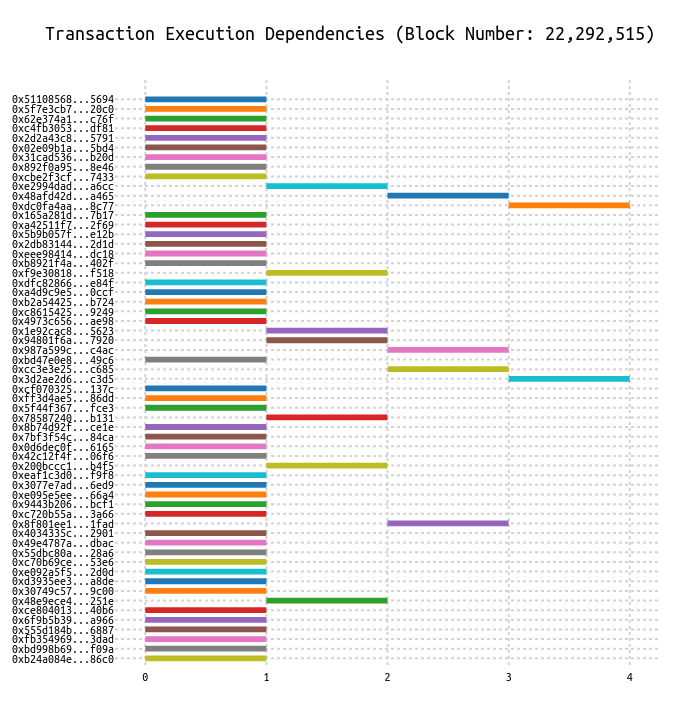 Transaction Execution Dependencies (Block Number: 22,292,515)
0x51108568...5694
0x5f7e3cb7...20c0
0x62e374a1...c76f
0xc4fb3053...df81
0x2d2a43c8...5791
0x02e09b1a...5bd4
0x31cad536...b20d
0x892f0a95...8e46
0xcbe2f3cf...7433
0xe2994dad...a6cc
0x48afd42d...a465
0xdc0fa4aa...8c77
0x165a281d...7b17
0xa42511f7...2f69
0x5b9b057f...e12b
0x2db83144...2d1d
0xeee98414...dc18
0xb8921f4a...402f
0xf9e30818...f518
0xdfc82866...e84f
0xa4d9c9e5...0ccf
0xb2a54425...b724
0xc8615425...9249
0x4973c656...ae98
0x1e92cac8...5623
0x94801f6a...7920
0x987a599c...c4ac
0xbd47e0e8...49c6
0xcc3e3e25...c685
0x3d2ae2d6...c3d5
0xcf070325...137c
0xff3d4ae5...86dd
0x5f44f367...fce3
0x78587240...b131
0x8b74d92f...ce1e
0x7bf3f54c...84ca
0x0d6dec0f...6165
0x42c12f4f...06f6
0x200bccc1...b4f5
0xeaf1c3d0...f9f8
0x3077e7ad...6ed9
0xe095e5ee...66a4
0x9443b206...bcf1
0xc720b55a...3a66
0x8f801ee1...1fad
0x4034335c...2901
0x49e4787a...dbac
0x55dbc80a...28a6
0xc70b69ce...53e6
0xe092a5f5...2d0d
0xd3935ee3...a8de
0x30749c57...9c00
0x48e9ece4...251e
0xce804013...40b6
0x6f9b5b39...a966
0x555d184b...6887
0xfb354969...3dad
0xbd998b69...f09a
0xb24a084e...86c0
0 1 2 3 4